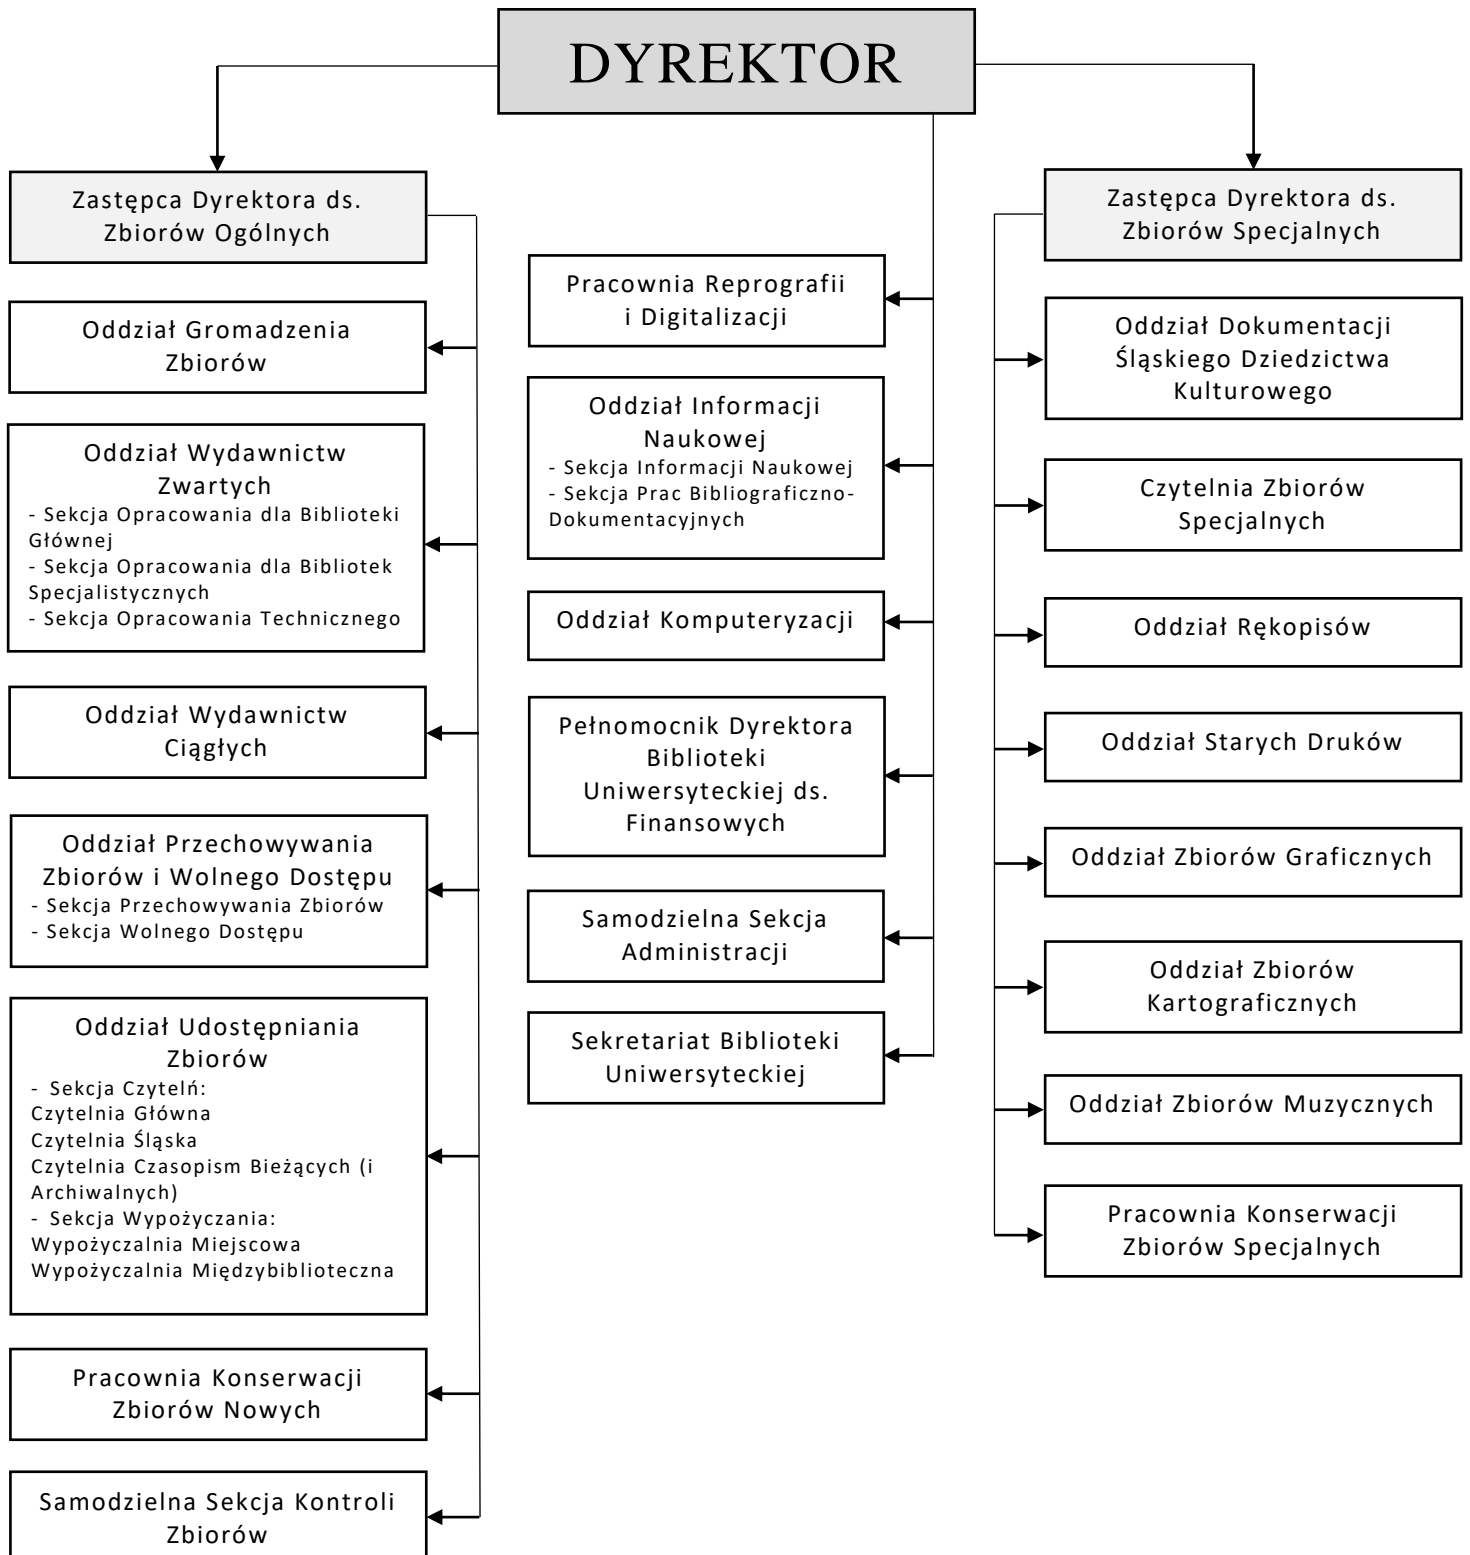 DYREKTOR
Zastępca Dyrektora ds.
Zbiorów Ogólnych
Oddział Gromadzenia
Zbiorów
Oddział Wydawnictw
Zwartych
- Sekcja Opracowania dla Biblioteki
Głównej
- Sekcja Opracowania dla Bibliotek
Specjalistycznych
- Sekcja Opracowania Technicznego
Oddział Wydawnictw
Ciągłych
Oddział Przechowywania
Zbiorów i Wolnego Dostępu
- Sekcja Przechowywania Zbiorów
- Sekcja Wolnego Dostępu
Oddział Udostępniania
Zbiorów
- Sekcja Czytelń:
Czytelnia Główna
Czytelnia Śląska
Czytelnia Czasopism Bieżących (i
Archiwalnych)
- Sekcja Wypożyczania:
Wypożyczalnia Miejscowa
Wypożyczalnia Międzybiblioteczna
Pracownia Konserwacji
Zbiorów Nowych
Samodzielna Sekcja Kontroli
Zbiorów
Pracownia Reprografii
i Digitalizacji
Oddział Informacji
Naukowej
- Sekcja Informacji Naukowej
- Sekcja Prac Bibliograficzno-
Dokumentacyjnych
Oddział Komputeryzacji
Pełnomocnik Dyrektora
Biblioteki
Uniwersyteckiej ds.
Finansowych
Samodzielna Sekcja
Administracji
Sekretariat Biblioteki
Uniwersyteckiej
Zastępca Dyrektora ds.
Zbiorów Specjalnych
Oddział Dokumentacji
Śląskiego Dziedzictwa
Kulturowego
Czytelnia Zbiorów
Specjalnych
Oddział Rękopisów
Oddział Starych Druków
Oddział Zbiorów Graficznych
Oddział Zbiorów
Kartograficznych
Oddział Zbiorów Muzycznych
Pracownia Konserwacji
Zbiorów Specjalnych